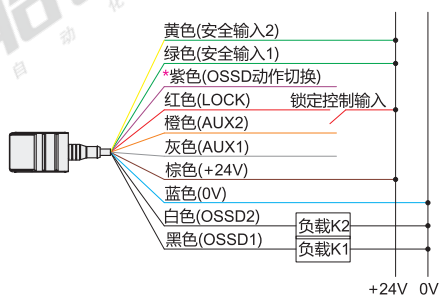 黄色(安全输入2)
绿色(安全输入1)
*紫色(OSSD动作切换)
红色(LOCK) 锁定控制输入
橙色(AUX2)
灰色(AUX1)
棕色(+24V)
蓝色(0V)
白色(OSSD2) 负载K2
黑色(OSSD1) 负载K1
+24V 0V
自动化